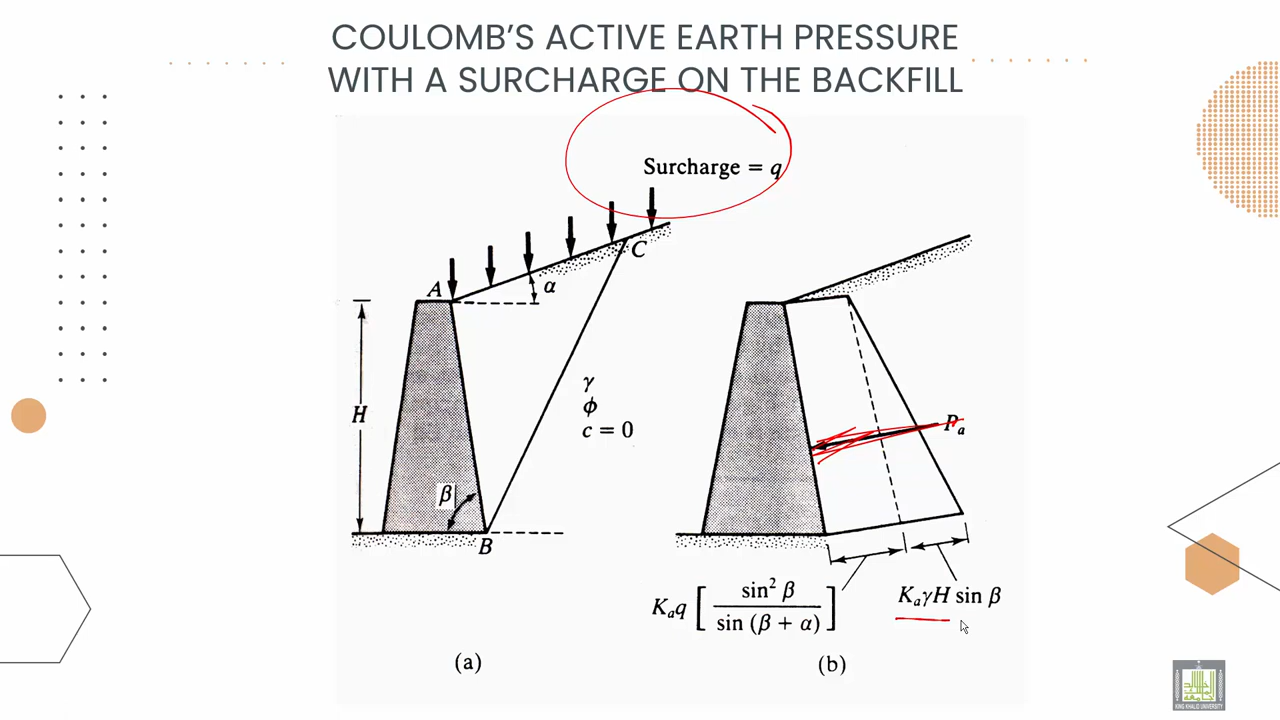 COULOMB'S ACTIVE EARTH PRESSURE
WITH A SURCHARGE ON THE BACKFILL
Surcharge = q
C
A
α
γ
H
ϕ
c = 0
Pₐ
β
B
Kₐq [ sin² β / sin (β + α) ]
KₐγH sin β
(a)
(b)
KING KHALID UNIVERSITY